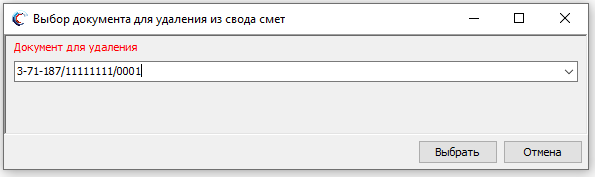 Выбор документа для удаления из свода смет
Документ для удаления
3-71-187/11111111/0001
Выбрать
Отмена